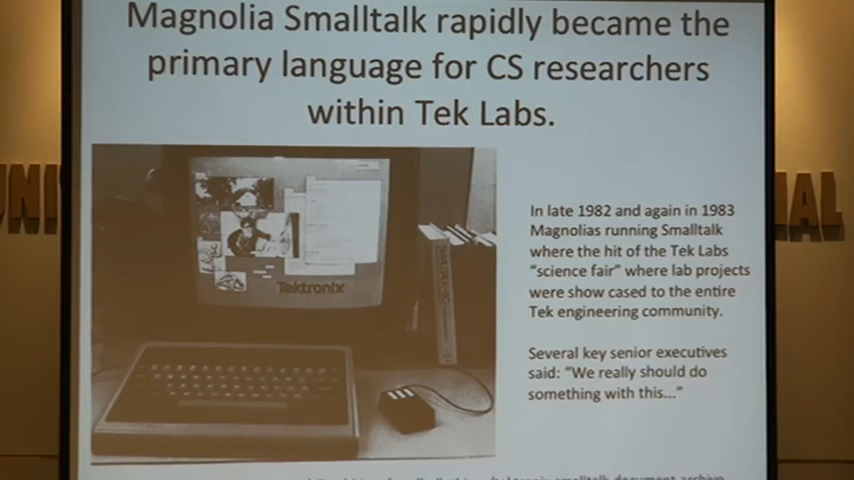 Magnolia Smalltalk rapidly became the
primary language for CS researchers
within Tek Labs.
In late 1982 and again in 1983
Magnolias running Smalltalk
where the hit of the Tek Labs
"science fair" where lab projects
were show cased to the entire
Tek engineering community.
Several key senior executives
said: "We really should do
something with this..."
Tektronix
UNI
AL